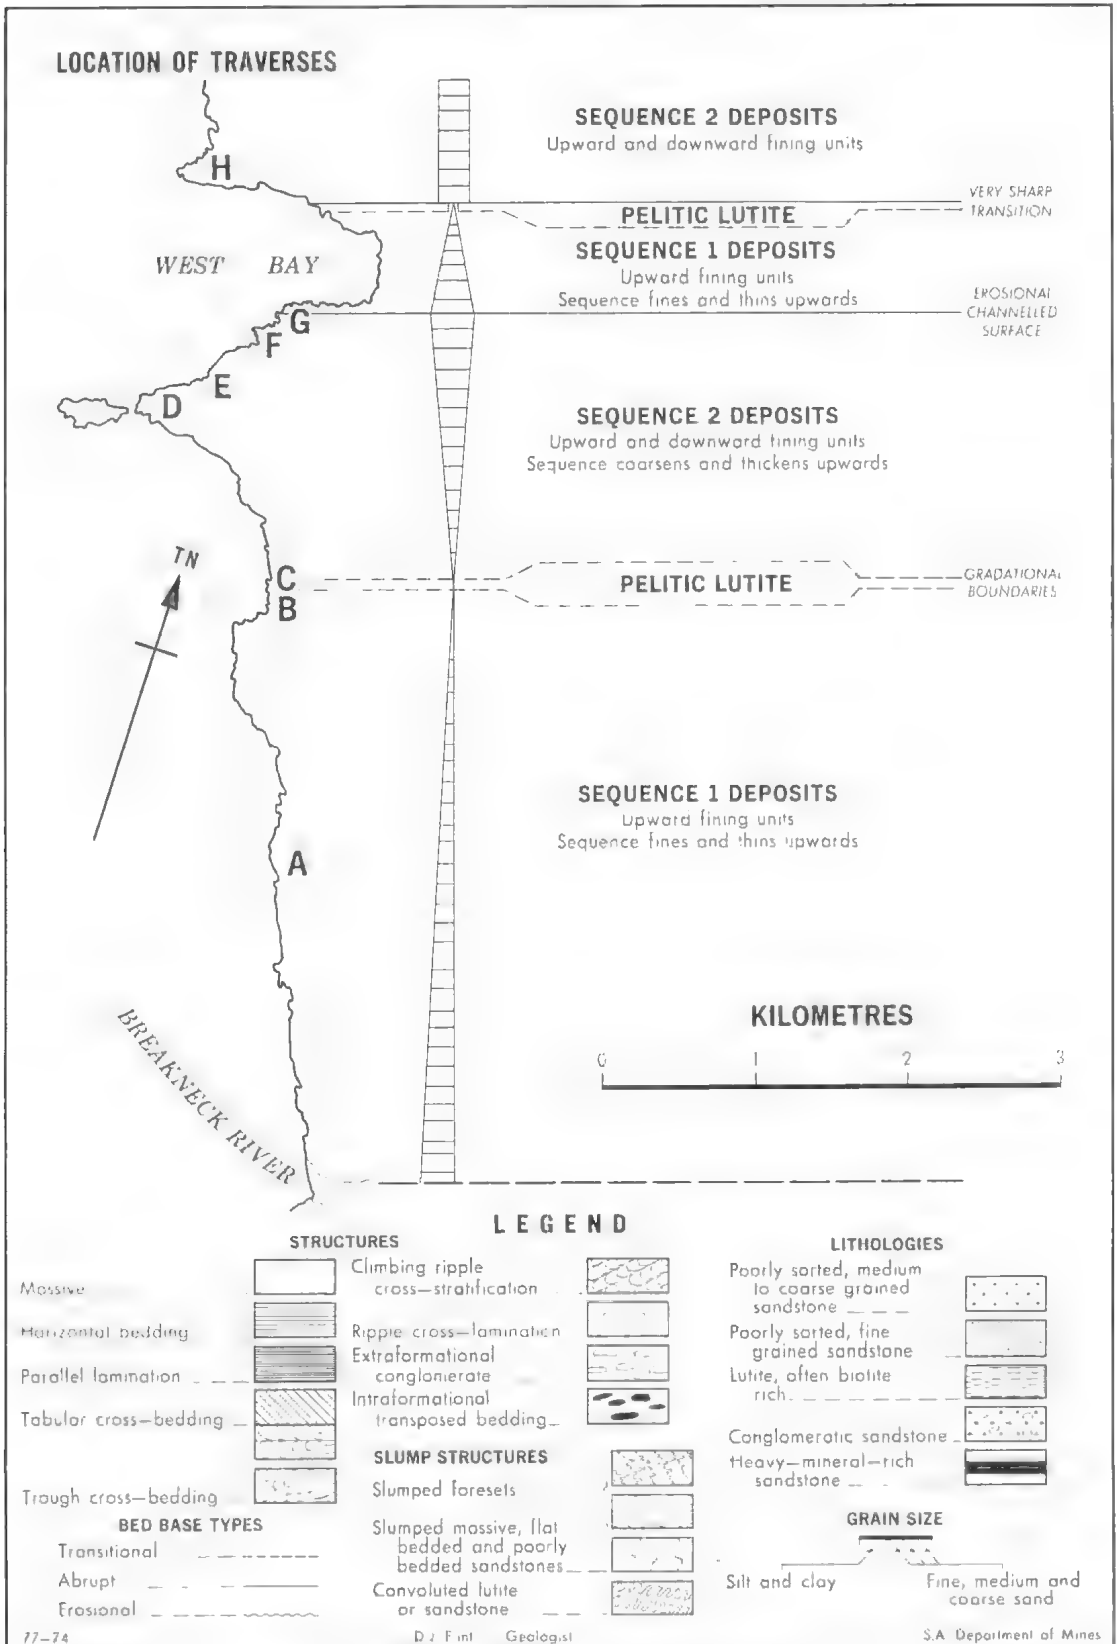 LOCATION OF TRAVERSES
H
WEST BAY
G
F
E
D
TN
C
B
A
BREAKNECK RIVER
SEQUENCE 2 DEPOSITS
Upward and downward fining units
VERY SHARP
TRANSITION
PELITIC LUTITE
SEQUENCE 1 DEPOSITS
Upward fining units
Sequence fines and thins upwards
EROSIONAL
CHANNELLED
SURFACE
SEQUENCE 2 DEPOSITS
Upward and downward fining units
Sequence coarsens and thickens upwards
PELITIC LUTITE
GRADATIONAL
BOUNDARIES
SEQUENCE 1 DEPOSITS
Upward fining units
Sequence fines and thins upwards
KILOMETRES
0 1 2 3
LEGEND
STRUCTURES
Massive
Horizontal bedding
Parallel lamination
Tabular cross-bedding
Trough cross-bedding
BED BASE TYPES
Transitional
Abrupt
Erosional
Climbing ripple
cross-stratification
Ripple cross-lamination
Extraformational
conglomerate
Intraformational
transposed bedding
SLUMP STRUCTURES
Slumped foresets
Slumped massive, flat
bedded and poorly
bedded sandstones
Convoluted lutite
or sandstone
LITHOLOGIES
Poorly sorted, medium
to coarse grained
sandstone
Poorly sorted, fine
grained sandstone
Lutite, often biotite
rich
Conglomeratic sandstone
Heavy-mineral-rich
sandstone
GRAIN SIZE
Silt and clay
Fine, medium and
coarse sand
77-74
Geologist
S.A. Department of Mines